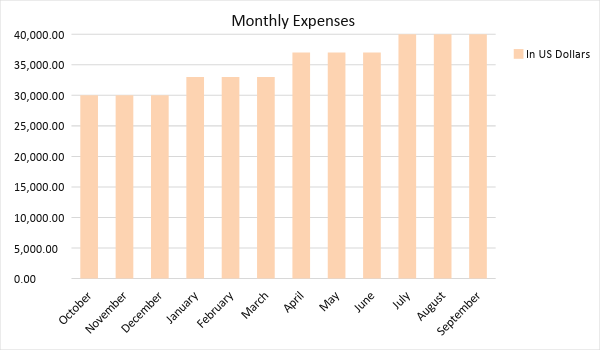 Monthly Expenses
40,000.00
35,000.00
30,000.00
25,000.00
20,000.00
15,000.00
10,000.00
5,000.00
0.00
In US Dollars
October
November
December
January
February
March
April
May
June
July
August
September